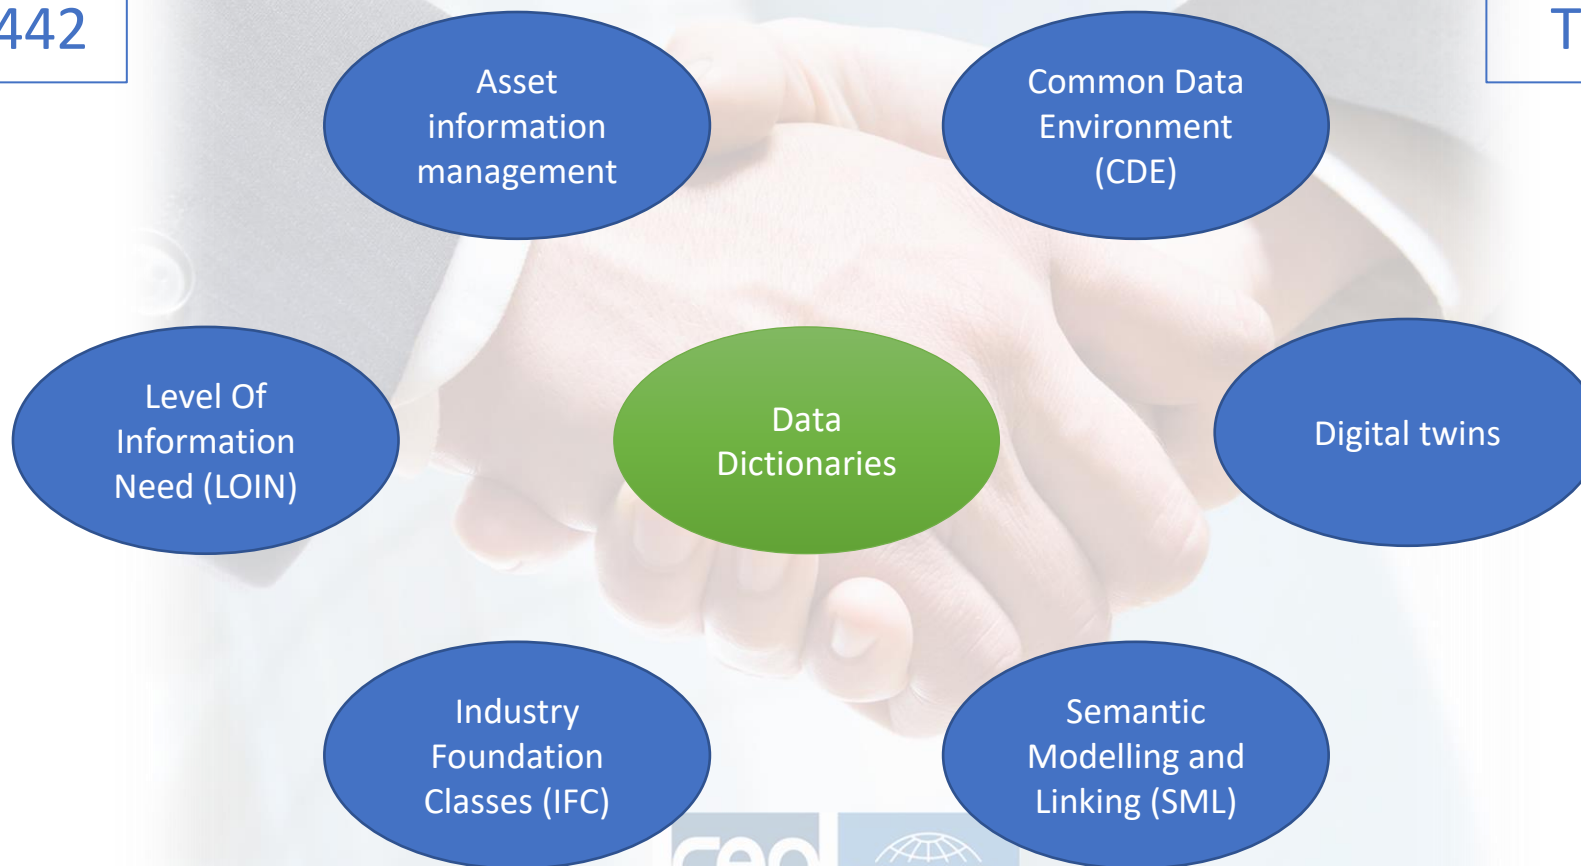 442
T
Asset
information
management
Common Data
Environment
(CDE)
Level Of
Information
Need (LOIN)
Data
Dictionaries
Digital twins
Industry
Foundation
Classes (IFC)
Semantic
Modelling and
Linking (SML)